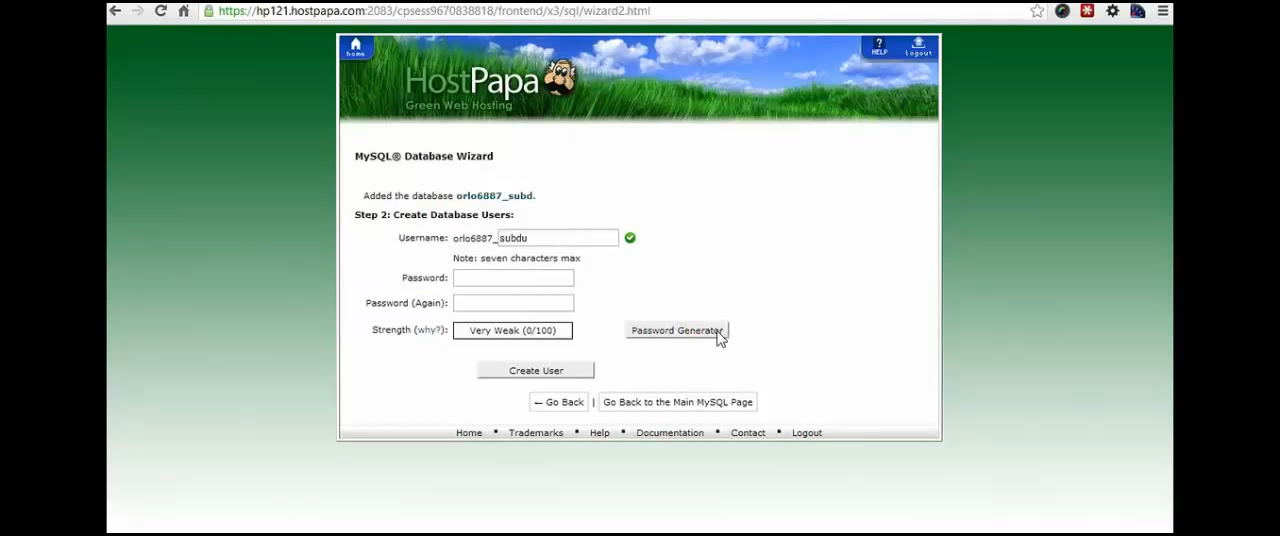 https://hp121.hostpapa.com:2083/cpsess9670838818/frontend/x3/sql/wizard2.html
home
HELP
logout
HostPapa
Green Web Hosting
MySQL® Database Wizard
Added the database orlo6887_subd.
Step 2: Create Database Users:
Username: orlo6887_subdu
Note: seven characters max
Password:
Password (Again):
Strength (why?): Very Weak (0/100) Password Generator
Create User
← Go Back | Go Back to the Main MySQL Page
Home • Trademarks • Help • Documentation • Contact • Logout